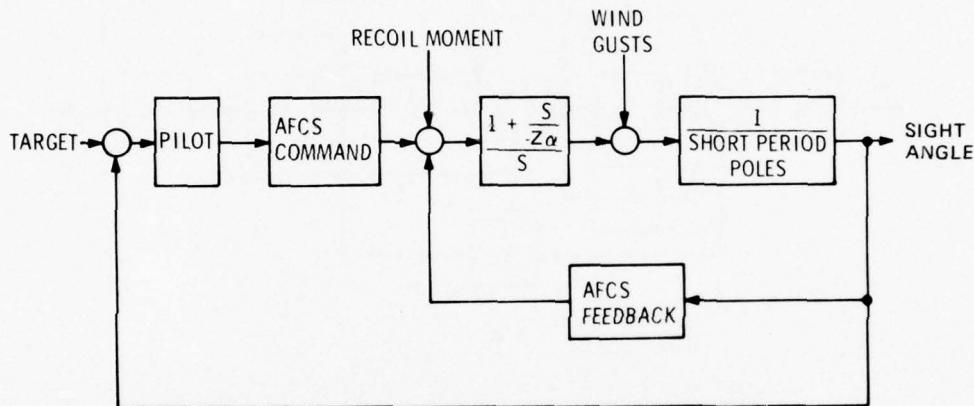 WIND
GUSTS
RECOIL MOMENT
TARGET
PILOT
AFCS
COMMAND
1 + S
-Zα
S
1
SHORT PERIOD
POLES
SIGHT
ANGLE
AFCS
FEEDBACK